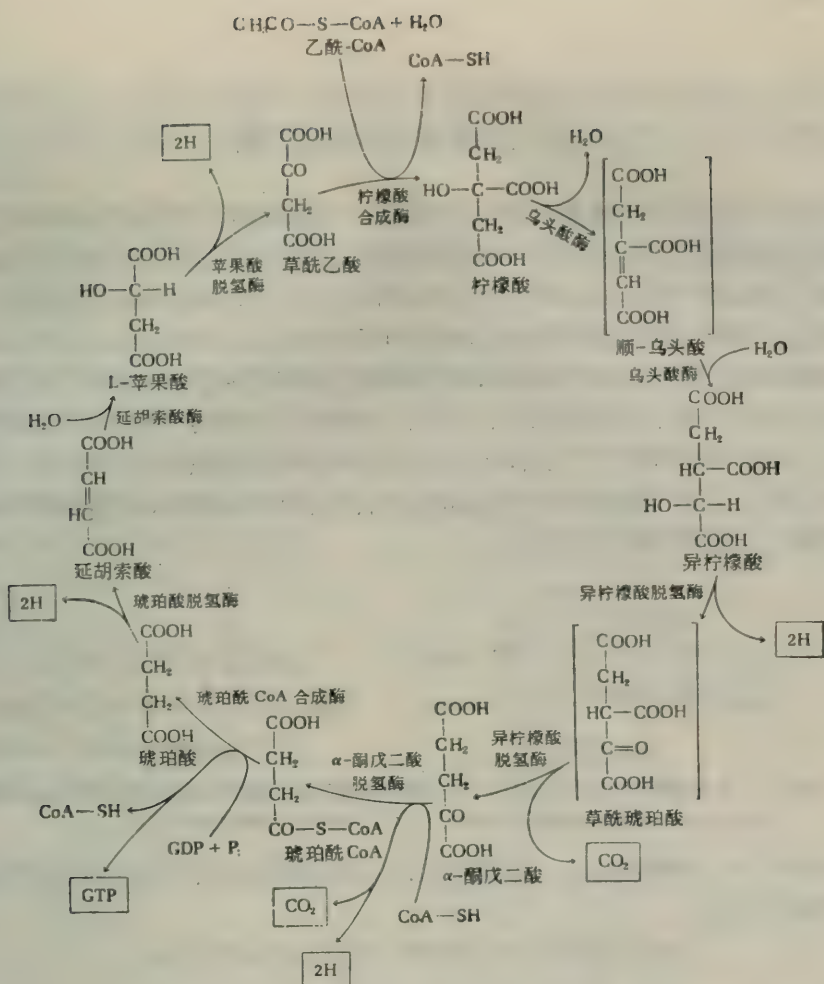 CH₃CO—S—CoA + H₂O
乙酰-CoA
CoA—SH
2H
COOH
CO
CH₂
COOH
草酰乙酸
柠檬酸
合成酶
COOH
CH₂
HO—C—COOH
CH₂
COOH
柠檬酸
H₂O
乌头酸酶
COOH
CH₂
C—COOH
CH
COOH
顺-乌头酸
乌头酸酶
H₂O
COOH
CH₂
HC—COOH
HO—C—H
COOH
异柠檬酸
异柠檬酸脱氢酶
2H
COOH
CH₂
HC—COOH
C=O
COOH
草酰琥珀酸
异柠檬酸
脱氢酶
CO₂
COOH
CH₂
CH₂
CO
COOH
α-酮戊二酸
α-酮戊二酸
脱氢酶
CoA—SH
CO₂
2H
COOH
CH₂
CH₂
CO—S—CoA
琥珀酰CoA
琥珀酰 CoA 合成酶
GDP + Pᵢ
CoA—SH
GTP
COOH
CH₂
CH₂
COOH
琥珀酸
琥珀酸脱氢酶
2H
COOH
CH
HC
COOH
延胡索酸
延胡索酸酶
H₂O
COOH
HO—C—H
CH₂
COOH
L-苹果酸
苹果酸
脱氢酶